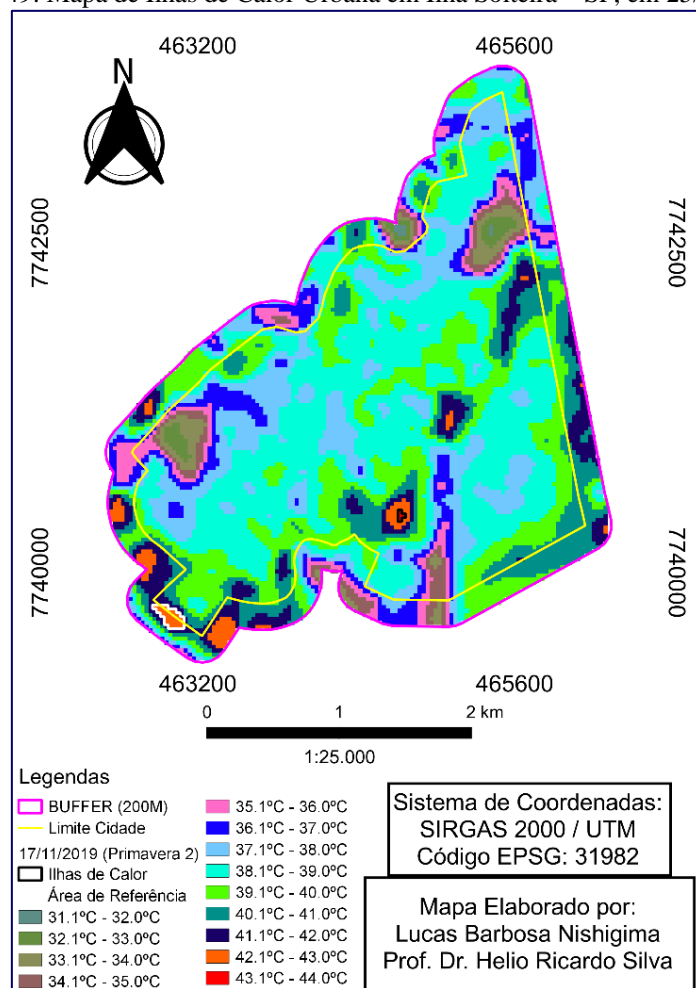 49: Mapa de Ilhas de Calor Urbana em Ilha Solteira – SP, em
463200
465600
N
7742500
7742500
7740000
7740000
463200
465600
0 1 2 km
1:25.000
Legendas
BUFFER (200M)
Limite Cidade
17/11/2019 (Primavera 2)
Ilhas de Calor
Área de Referência
31.1ºC - 32.0ºC
32.1ºC - 33.0ºC
33.1ºC - 34.0ºC
34.1ºC - 35.0ºC
35.1ºC - 36.0ºC
36.1ºC - 37.0ºC
37.1ºC - 38.0ºC
38.1ºC - 39.0ºC
39.1ºC - 40.0ºC
40.1ºC - 41.0ºC
41.1ºC - 42.0ºC
42.1ºC - 43.0ºC
43.1ºC - 44.0ºC
Sistema de Coordenadas:
SIRGAS 2000 / UTM
Código EPSG: 31982
Mapa Elaborado por:
Lucas Barbosa Nishigima
Prof. Dr. Helio Ricardo Silva